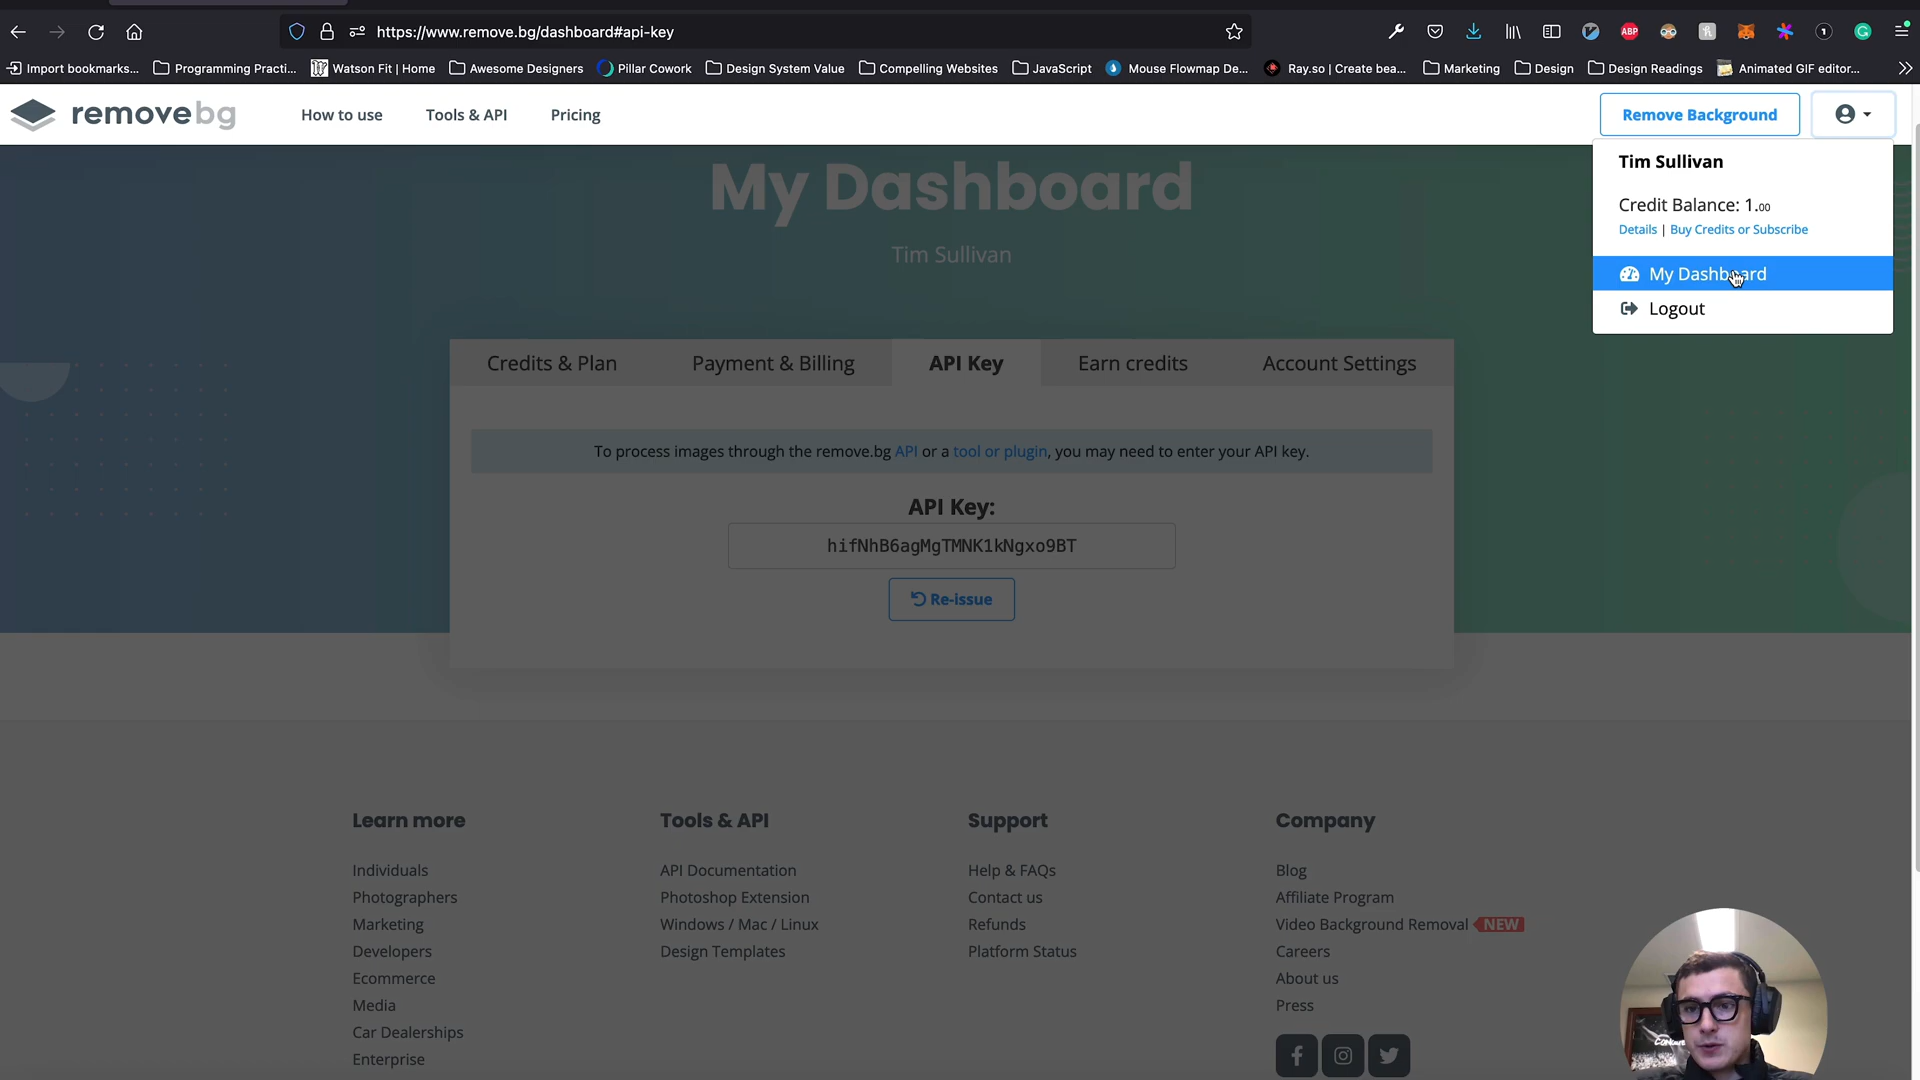 https://www.remove.bg/dashboard#api-key
ABP
Import bookmarks...
Programming Practi...
Watson Fit | Home
Awesome Designers
Pillar Cowork
Design System Value
Compelling Websites
JavaScript
Mouse Flowmap De...
Ray.so | Create bea...
Marketing
Design
Design Readings
Animated GIF editor...
removebg
How to use
Tools & API
Pricing
Remove Background
Tim Sullivan
Credit Balance: 1.00
Details | Buy Credits or Subscribe
My Dashboard
Logout
My Dashboard
Tim Sullivan
Credits & Plan
Payment & Billing
API Key
Earn credits
Account Settings
To process images through the remove.bg API or a tool or plugin, you may need to enter your API key.
API Key:
hifNhB6agMgTMNK1kNgxo9BT
Re-issue
Learn more
Individuals
Photographers
Marketing
Developers
Ecommerce
Media
Car Dealerships
Enterprise
Tools & API
API Documentation
Photoshop Extension
Windows / Mac / Linux
Design Templates
Support
Help & FAQs
Contact us
Refunds
Platform Status
Company
Blog
Affiliate Program
Video Background Removal NEW
Careers
About us
Press